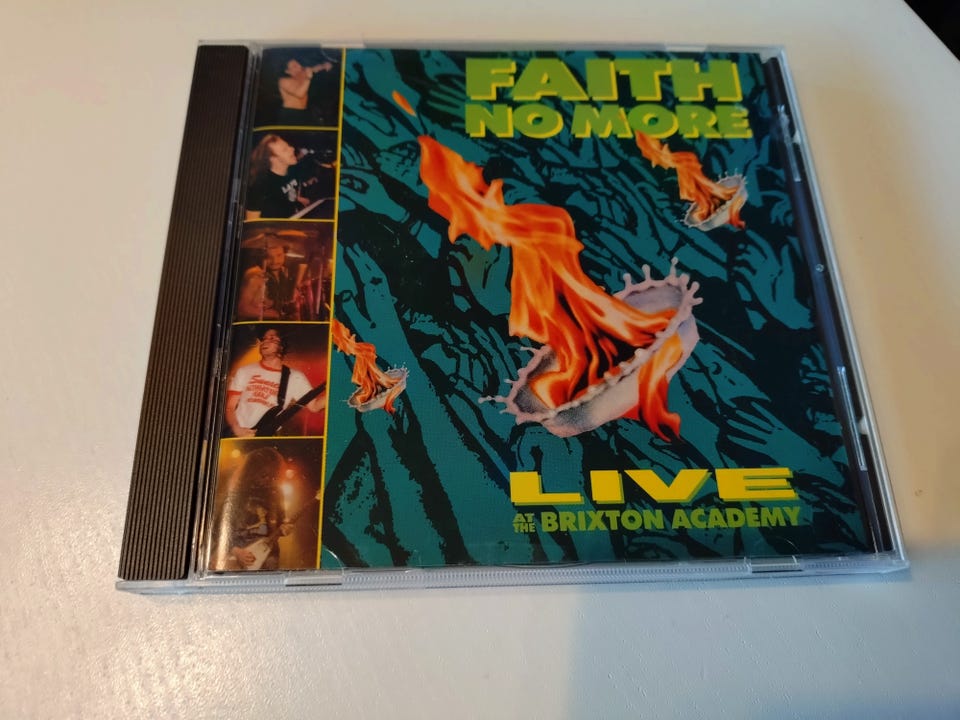 FAITH
NO MORE
LIVE
AT THE BRIXTON ACADEMY